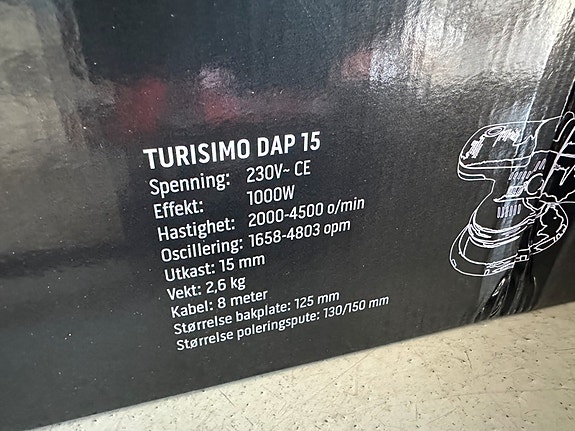 TURISIMO DAP 15
Spenning: 230V~ CE
Effekt: 1000W
Hastighet: 2000-4500 o/min
Oscillering: 1658-4803 opm
Utkast: 15 mm
Vekt: 2,6 kg
Kabel: 8 meter
Størrelse bakplate: 125 mm
Størrelse poleringspute: 130/150 mm